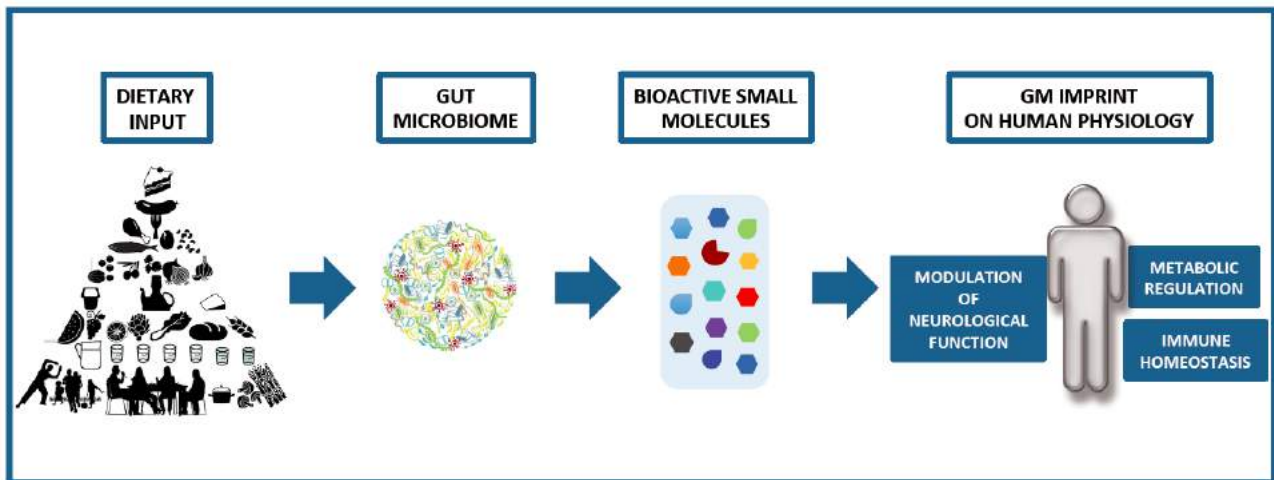 DIETARY
INPUT
GUT
MICROBIOME
BIOACTIVE SMALL
MOLECULES
GM IMPRINT
ON HUMAN PHYSIOLOGY
MODULATION
OF
NEUROLOGICAL
FUNCTION
METABOLIC
REGULATION
IMMUNE
HOMEOSTASIS